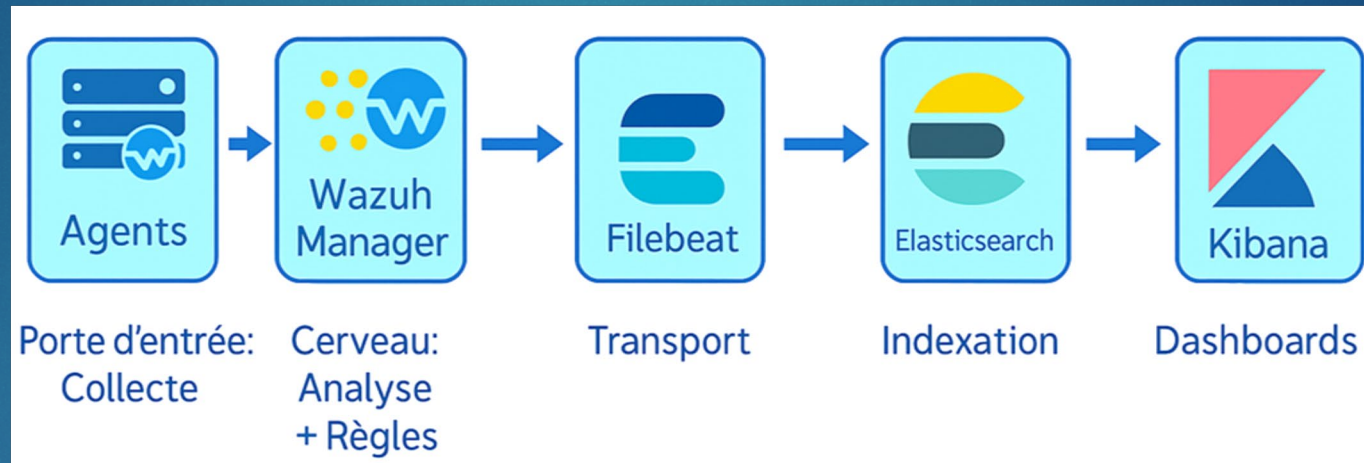 Agents
Wazuh
Manager
Filebeat
Elasticsearch
Kibana
Porte d'entrée:
Collecte
Cerveau:
Analyse
+ Règles
Transport
Indexation
Dashboards